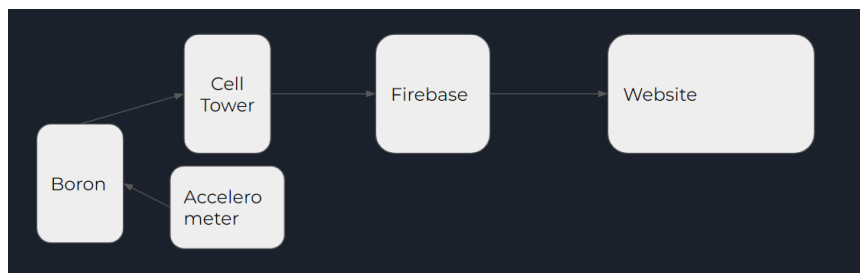 Cell
Tower
Firebase
Website
Boron
Accelero
meter